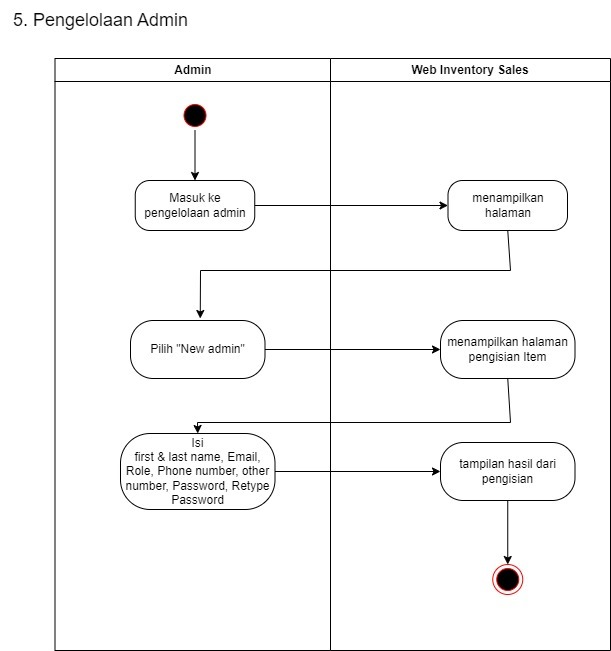 5. Pengelolaan Admin
Admin
Web Inventory Sales
Masuk ke
pengelolaan admin
menampilkan
halaman
Pilih "New admin"
menampilkan halaman
pengisian Item
Isi
first & last name, Email,
Role, Phone number, other
number, Password, Retype
Password
tampilan hasil dari
pengisian